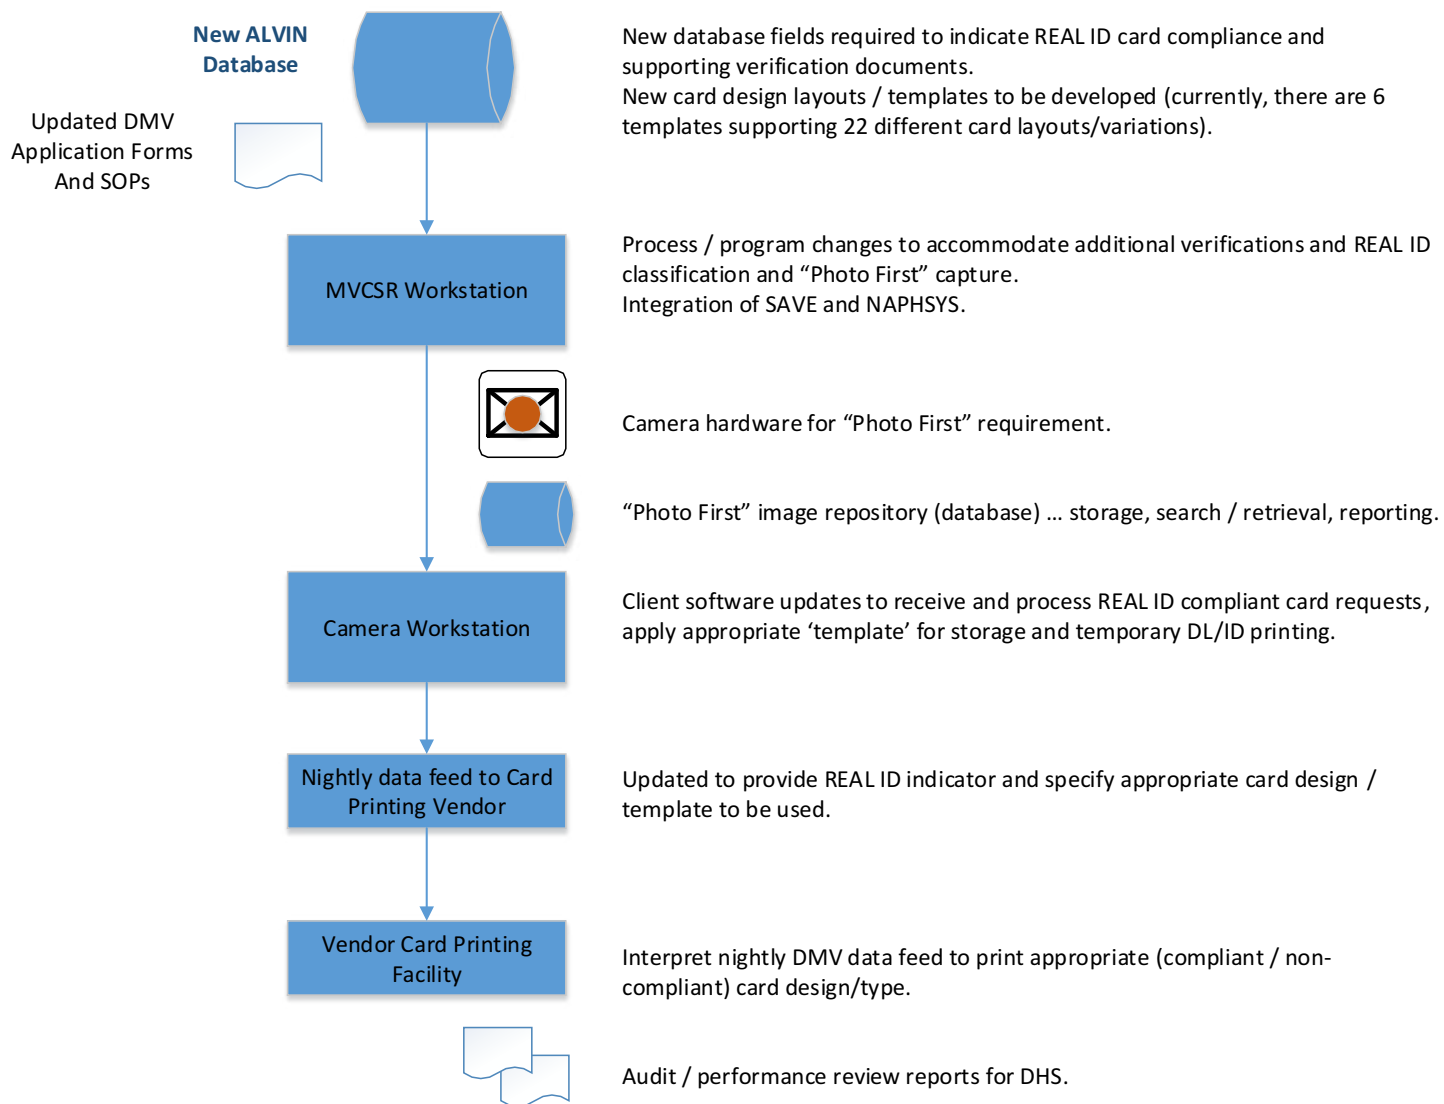 New ALVIN
Database
New database fields required to indicate REAL ID card compliance and
supporting verification documents.
New card design layouts / templates to be developed (currently, there are 6
templates supporting 22 different card layouts/variations).
Updated DMV
Application Forms
And SOPs
MVCSR Workstation
Process / program changes to accommodate additional verifications and REAL ID
classification and “Photo First” capture.
Integration of SAVE and NAPHSYS.
Camera hardware for “Photo First” requirement.
“Photo First” image repository (database) … storage, search / retrieval, reporting.
Camera Workstation
Client software updates to receive and process REAL ID compliant card requests,
apply appropriate ‘template’ for storage and temporary DL/ID printing.
Nightly data feed to Card
Printing Vendor
Updated to provide REAL ID indicator and specify appropriate card design /
template to be used.
Vendor Card Printing
Facility
Interpret nightly DMV data feed to print appropriate (compliant / non-
compliant) card design/type.
Audit / performance review reports for DHS.